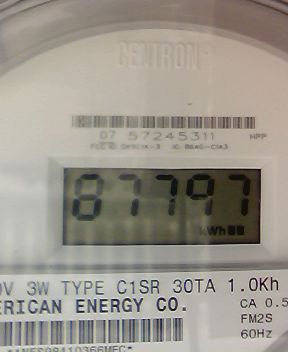 CENTRON®
07 57245311
87797
kWh
V 3W TYPE C1SR 30TA 1.0Kh
ERICAN ENERGY CO.
CA 0.5
FM2S
60Hz